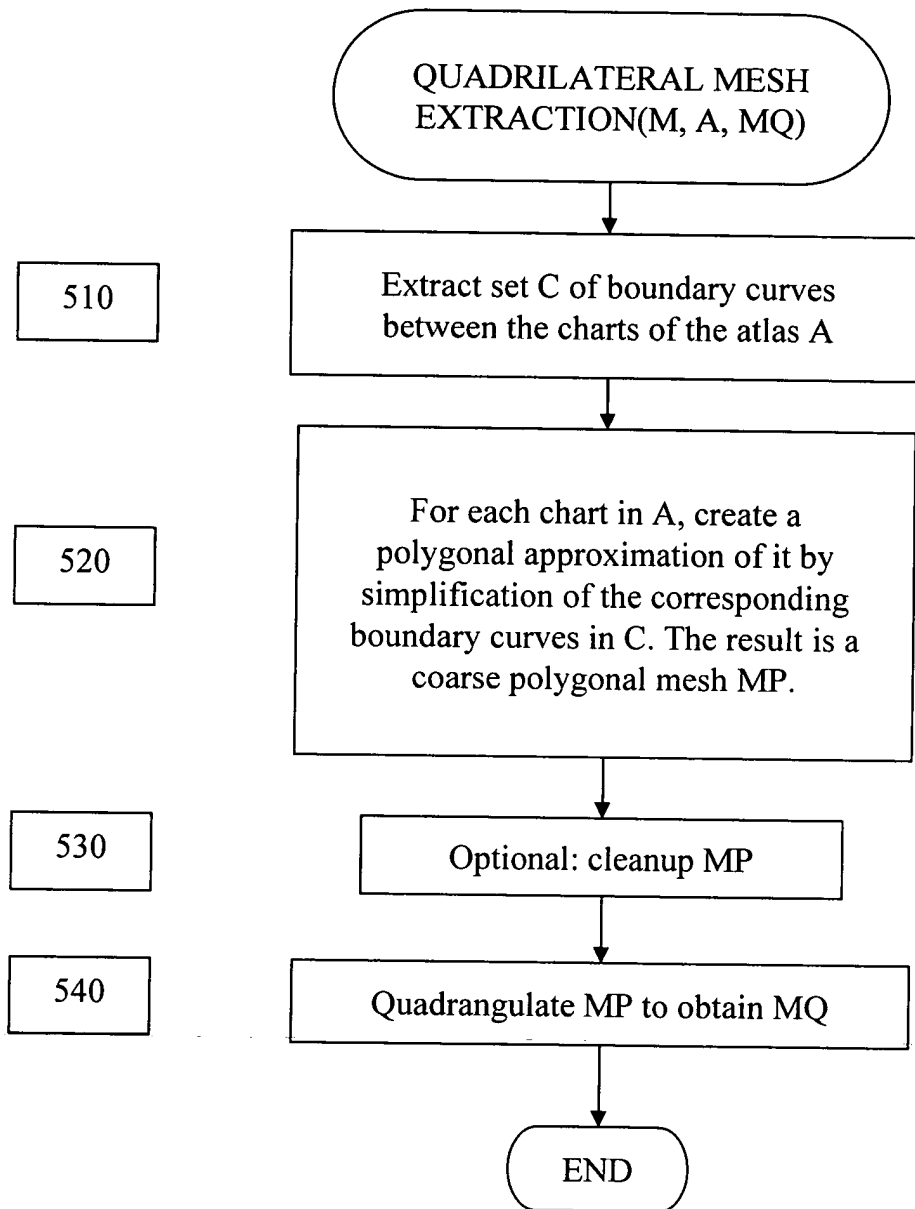 QUADRILATERAL MESH
EXTRACTION(M, A, MQ)
510
Extract set C of boundary curves
between the charts of the atlas A
520
For each chart in A, create a
polygonal approximation of it by
simplification of the corresponding
boundary curves in C. The result is a
coarse polygonal mesh MP.
530
Optional: cleanup MP
540
Quadrangulate MP to obtain MQ
END